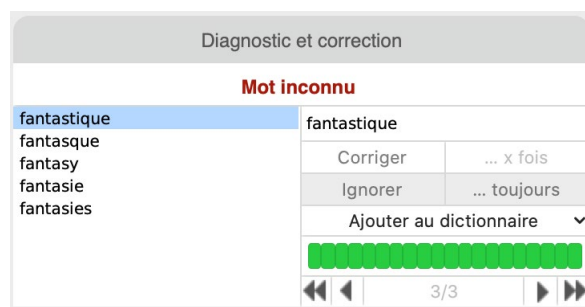 Diagnostic et correction
Mot inconnu
fantastique
fantasque
fantasy
fantasie
fantasies
fantastique
Corriger
... x fois
Ignorer
... toujours
Ajouter au dictionnaire
3/3